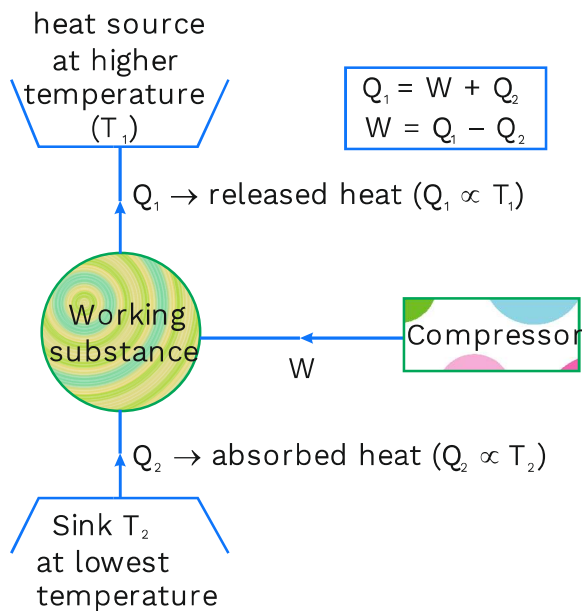 heat source
at higher
temperature
(T₁)
Q₁ = W + Q₂
W = Q₁ − Q₂
Q₁ → released heat (Q₁ ∝ T₁)
Working
substance
W
Compressor
Q₂ → absorbed heat (Q₂ ∝ T₂)
Sink T₂
at lowest
temperature